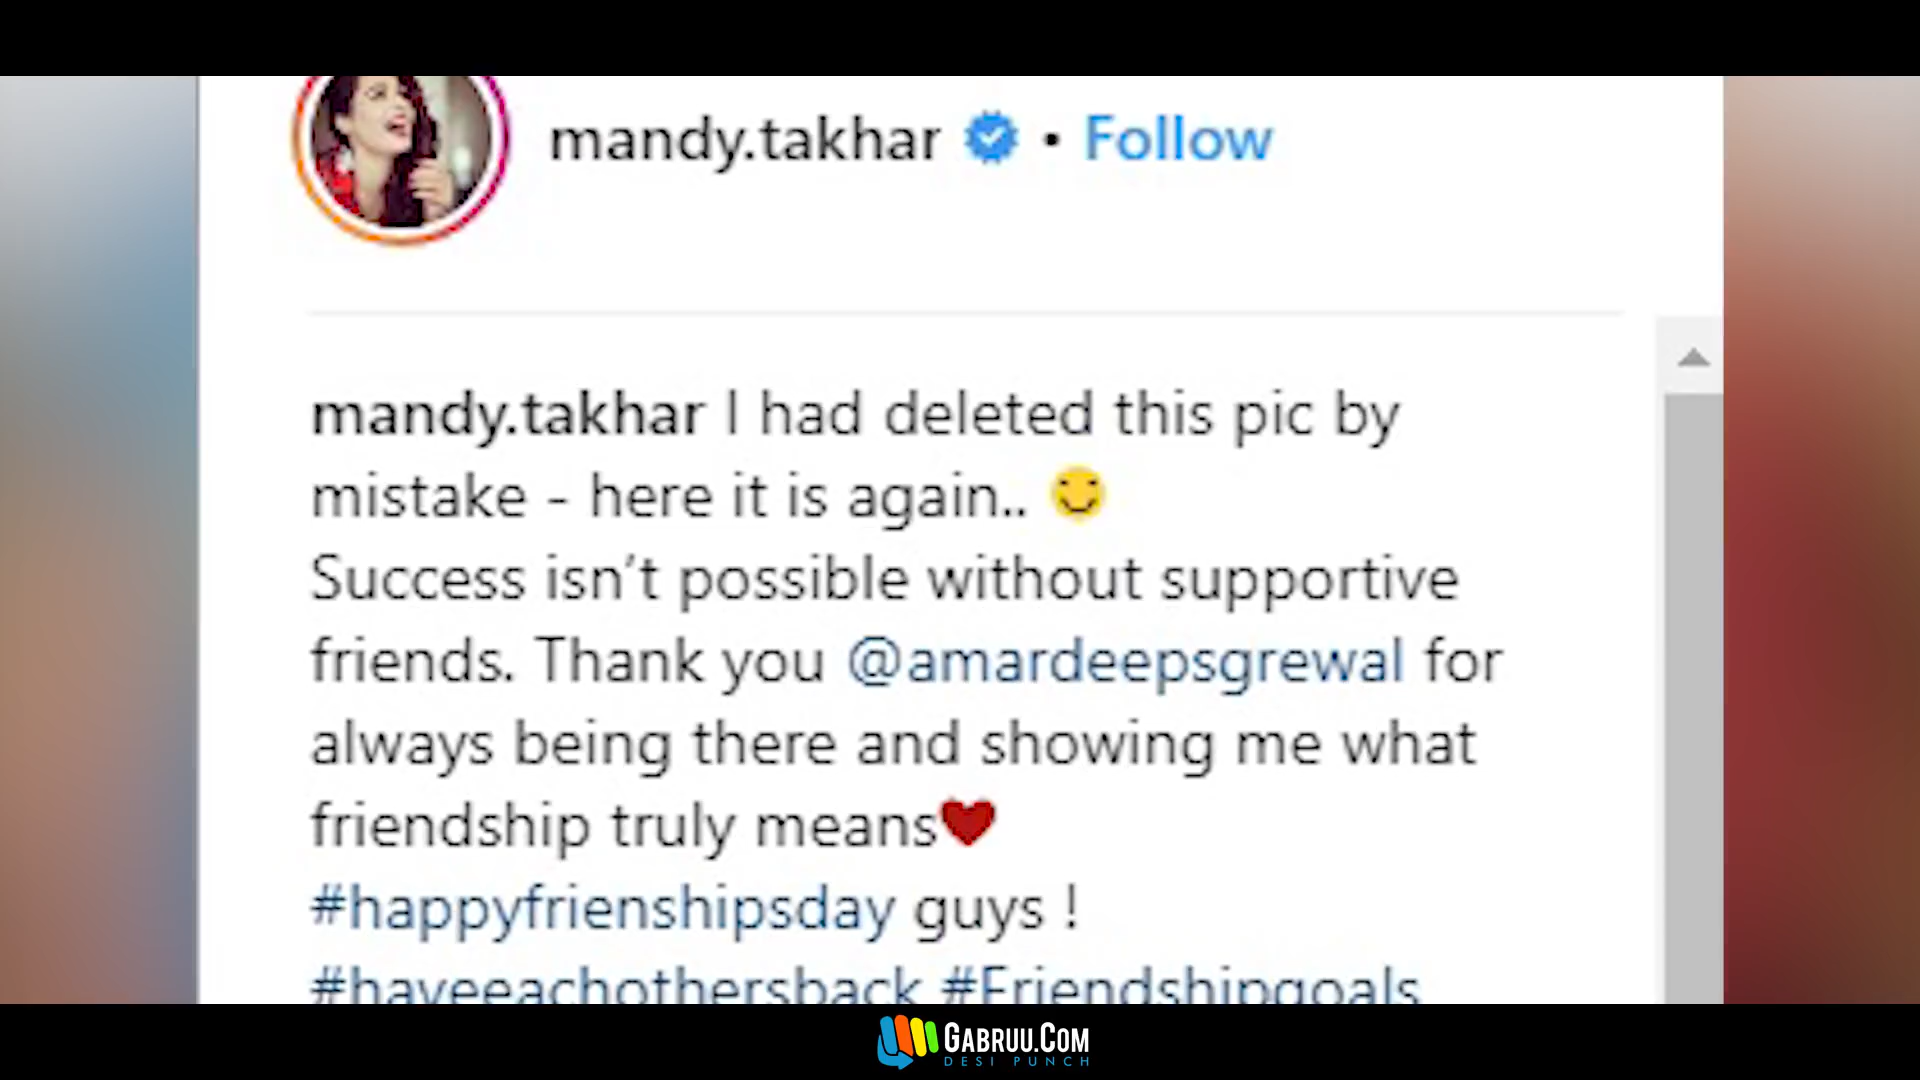 mandy.takhar • Follow
mandy.takhar I had deleted this pic by
mistake - here it is again..
Success isn't possible without supportive
friends. Thank you @amardeepsgrewal for
always being there and showing me what
friendship truly means❤
#happyfrienshipsday guys !
#haveeachothersback #Friendshipgoals
GABRUU.COM
DESI PUNCH